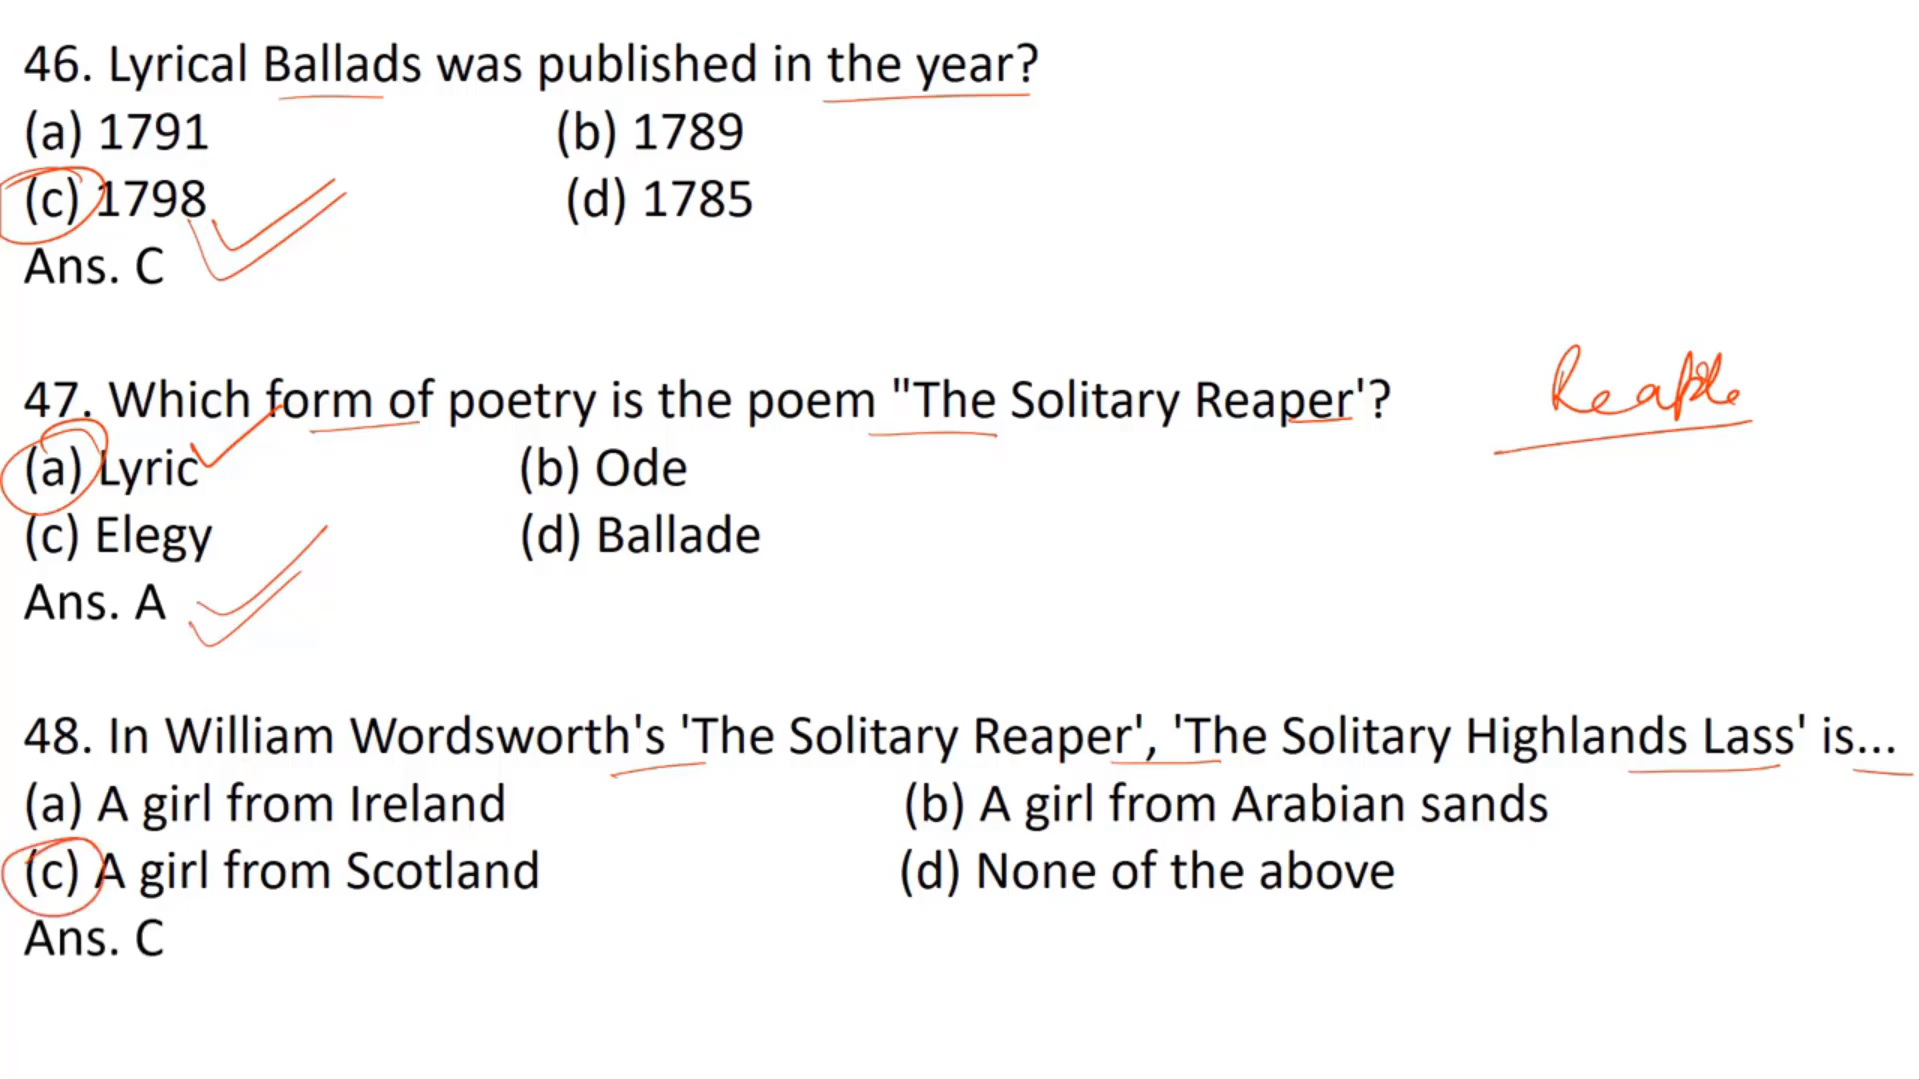 46. Lyrical Ballads was published in the year?
(a) 1791 (b) 1789
(c) 1798 (d) 1785
Ans. C
47. Which form of poetry is the poem "The Solitary Reaper'?
(a) Lyric (b) Ode
(c) Elegy (d) Ballade
Ans. A
48. In William Wordsworth's 'The Solitary Reaper', 'The Solitary Highlands Lass' is...
(a) A girl from Ireland (b) A girl from Arabian sands
(c) A girl from Scotland (d) None of the above
Ans. C